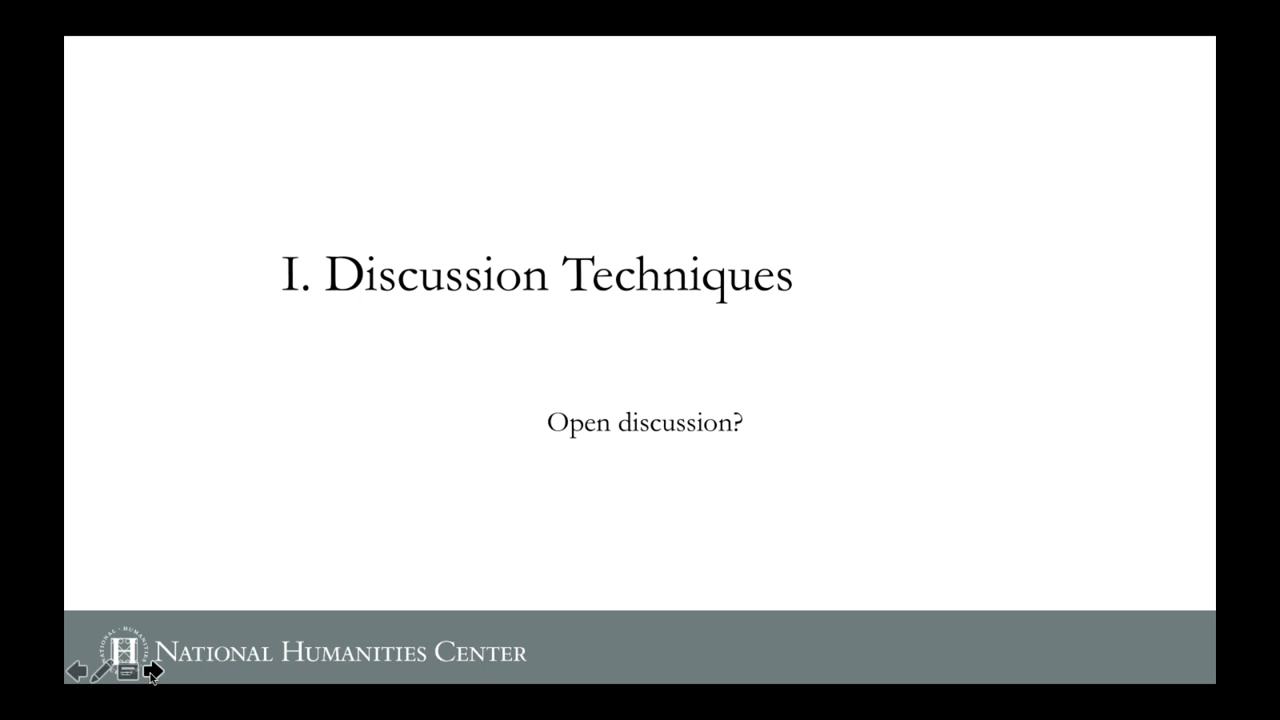 I. Discussion Techniques
Open discussion?
NATIONAL HUMANITIES CENTER